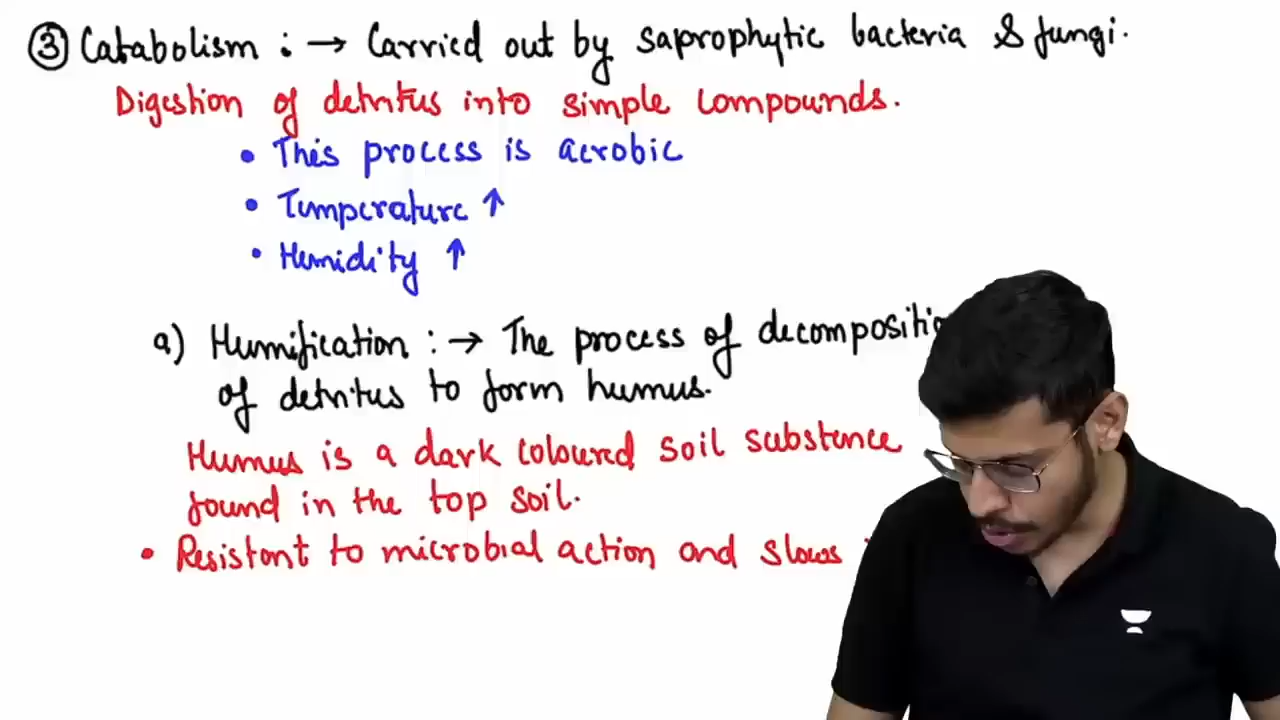 ③ Catabolism : → Carried out by saprophytic bacteria & fungi.
Digestion of detritus into simple compounds.
• This process is aerobic
• Temperature ↑
• Humidity ↑
a) Humification : → The process of decompositio
of detritus to form humus.
Humus is a dark coloured soil substance
found in the top soil.
• Resistant to microbial action and slows